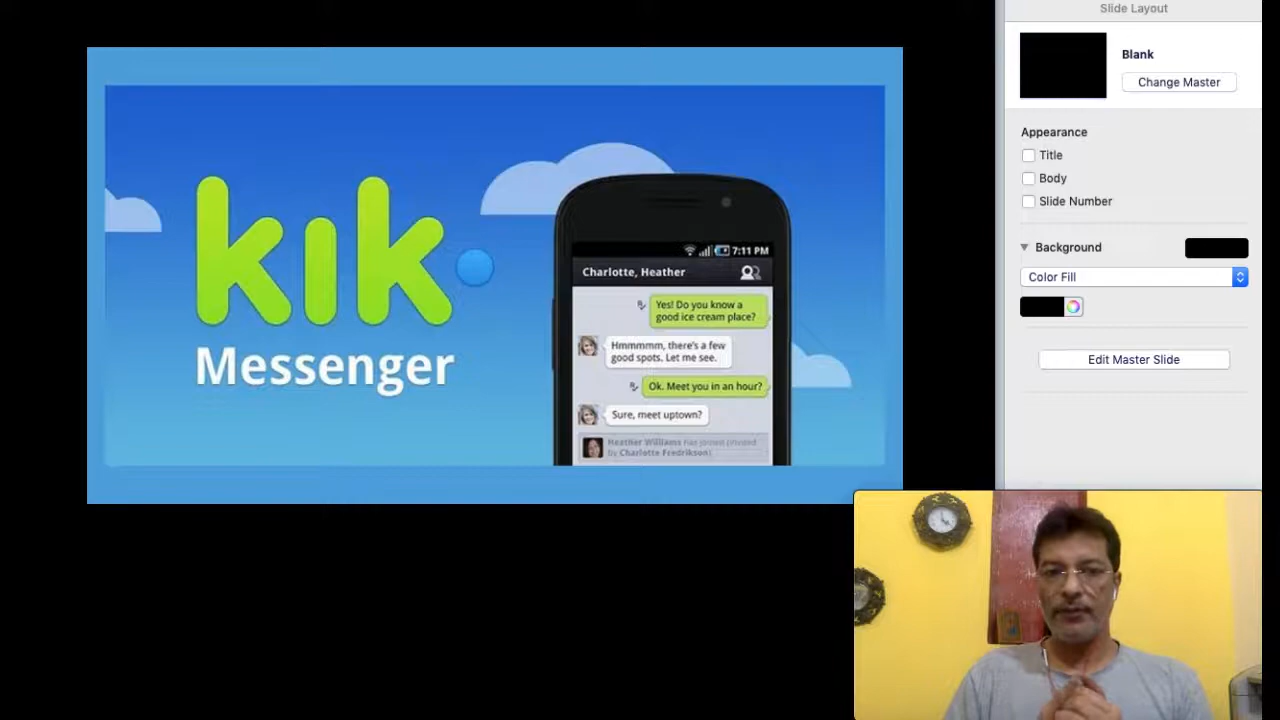 Slide Layout
Blank
Change Master
Appearance
Title
Body
Slide Number
Background
Color Fill
Edit Master Slide
kik
Messenger
7:11 PM
Charlotte, Heather
Yes! Do you know a
good ice cream place?
Hmmmmm, there's a few
good spots. Let me see.
Ok. Meet you in an hour?
Sure, meet uptown?
Heather Williams has joined (invited
by Charlotte Fredrikson)